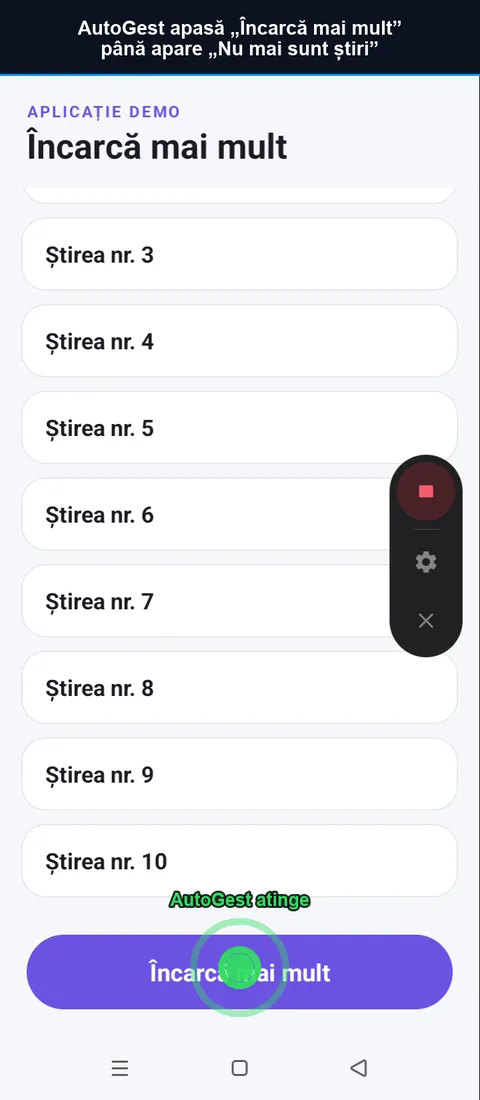 AutoGest apasă „Încarcă mai mult”
până apare „Nu mai sunt știri”
APLICAȚIE DEMO
Încarcă mai mult
Știrea nr. 3
Știrea nr. 4
Știrea nr. 5
Știrea nr. 6
Știrea nr. 7
Știrea nr. 8
Știrea nr. 9
Știrea nr. 10
AutoGest atinge
Încarcă mai mult